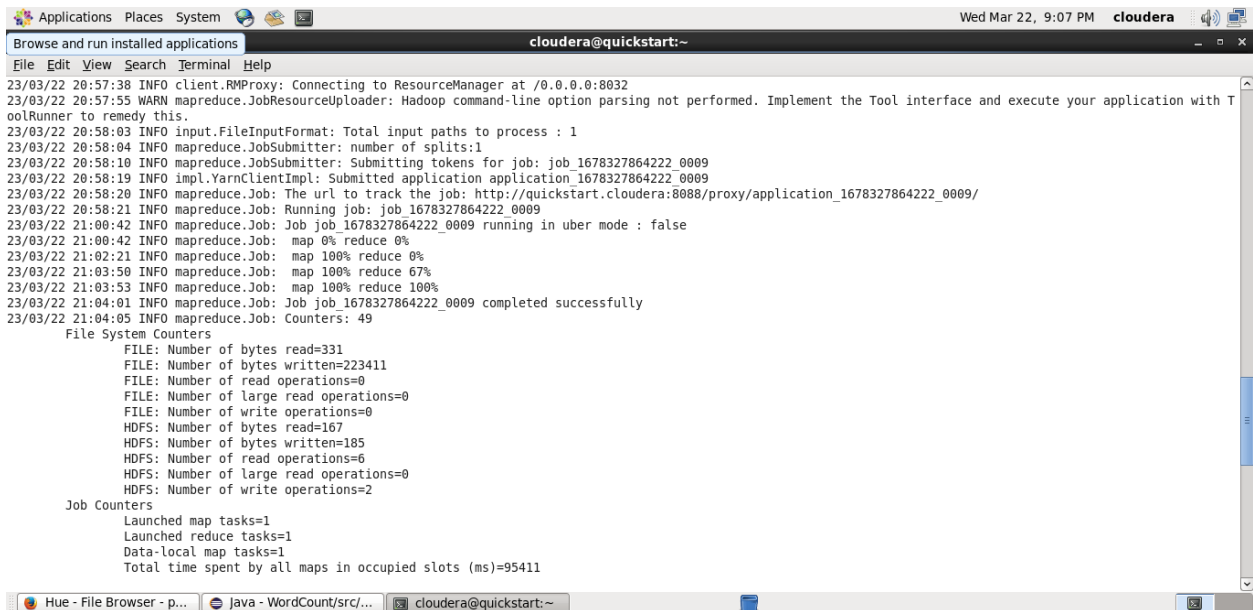 Applications Places System Wed Mar 22, 9:07 PM cloudera
Browse and run installed applications cloudera@quickstart:~
File Edit View Search Terminal Help
23/03/22 20:57:38 INFO client.RMProxy: Connecting to ResourceManager at /0.0.0.0:8032
23/03/22 20:57:55 WARN mapreduce.JobResourceUploader: Hadoop command-line option parsing not performed. Implement the Tool interface and execute your application with T
oolRunner to remedy this.
23/03/22 20:58:03 INFO input.FileInputFormat: Total input paths to process : 1
23/03/22 20:58:04 INFO mapreduce.JobSubmitter: number of splits:1
23/03/22 20:58:10 INFO mapreduce.JobSubmitter: Submitting tokens for job: job_1678327864222_0009
23/03/22 20:58:19 INFO impl.YarnClientImpl: Submitted application application_1678327864222_0009
23/03/22 20:58:20 INFO mapreduce.Job: The url to track the job: http://quickstart.cloudera:8088/proxy/application_1678327864222_0009/
23/03/22 20:58:21 INFO mapreduce.Job: Running job: job_1678327864222_0009
23/03/22 21:00:42 INFO mapreduce.Job: Job job_1678327864222_0009 running in uber mode : false
23/03/22 21:00:42 INFO mapreduce.Job:  map 0% reduce 0%
23/03/22 21:02:21 INFO mapreduce.Job:  map 100% reduce 0%
23/03/22 21:03:50 INFO mapreduce.Job:  map 100% reduce 67%
23/03/22 21:03:53 INFO mapreduce.Job:  map 100% reduce 100%
23/03/22 21:04:01 INFO mapreduce.Job: Job job_1678327864222_0009 completed successfully
23/03/22 21:04:05 INFO mapreduce.Job: Counters: 49
File System Counters
FILE: Number of bytes read=331
FILE: Number of bytes written=223411
FILE: Number of read operations=0
FILE: Number of large read operations=0
FILE: Number of write operations=0
HDFS: Number of bytes read=167
HDFS: Number of bytes written=185
HDFS: Number of read operations=6
HDFS: Number of large read operations=0
HDFS: Number of write operations=2
Job Counters
Launched map tasks=1
Launched reduce tasks=1
Data-local map tasks=1
Total time spent by all maps in occupied slots (ms)=95411
Hue - File Browser - p... Java - WordCount/src/... cloudera@quickstart:~